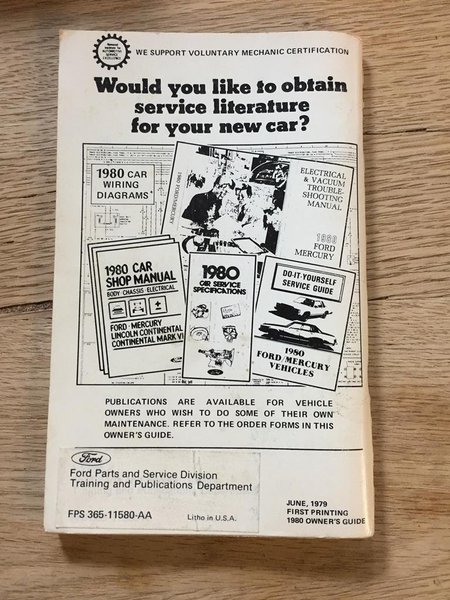 WE SUPPORT VOLUNTARY MECHANIC CERTIFICATION
Would you like to obtain
service literature
for your new car?
1980 CAR
WIRING
DIAGRAMS*
ELECTRICAL
& VACUUM
TROUBLE-
SHOOTING
MANUAL
1980
FORD
MERCURY
1980 CAR
SHOP MANUAL
BODY CHASSIS ELECTRICAL
FORD-MERCURY
LINCOLN CONTINENTAL
CONTINENTAL MARK VI
1980
CAR SERVICE
SPECIFICATIONS
DO-IT-YOURSELF
SERVICE GUIDE
1980
FORD/MERCURY
VEHICLES
PUBLICATIONS ARE AVAILABLE FOR VEHICLE
OWNERS WHO WISH TO DO SOME OF THEIR OWN
MAINTENANCE. REFER TO THE ORDER FORMS IN THIS
OWNER'S GUIDE.
Ford
Ford Parts and Service Division
Training and Publications Department
FPS 365-11580-AA
Litho in U.S.A.
JUNE, 1979
FIRST PRINTING
1980 OWNER'S GUIDE